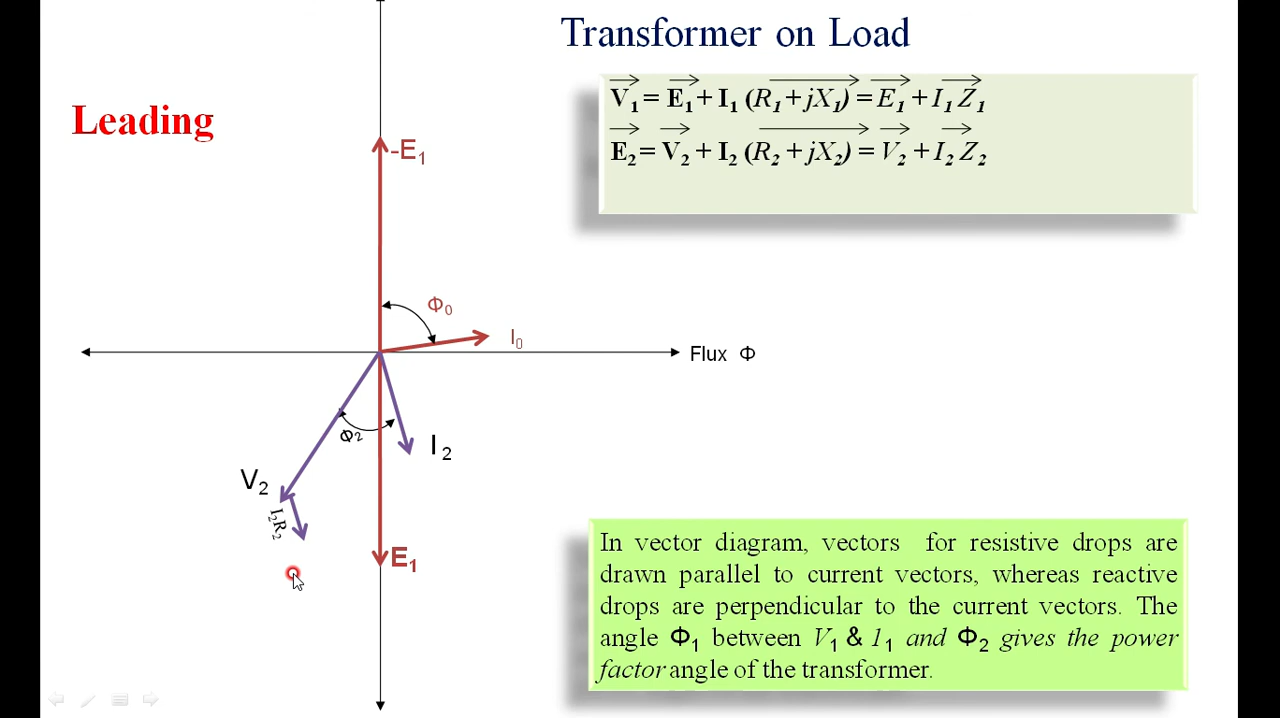 Transformer on Load
V₁ = E₁ + I₁ (R₁ + jX₁) = E₁ + I₁ Z₁
E₂ = V₂ + I₂ (R₂ + jX₂) = V₂ + I₂ Z₂
Leading
-E₁
Φ₀
I₀
Flux Φ
Φ₂
I ₂
V₂
I₂R₂
E₁
In vector diagram, vectors for resistive drops are
drawn parallel to current vectors, whereas reactive
drops are perpendicular to the current vectors. The
angle Φ₁ between V₁ & 1₁ and Φ₂ gives the power
factor angle of the transformer.